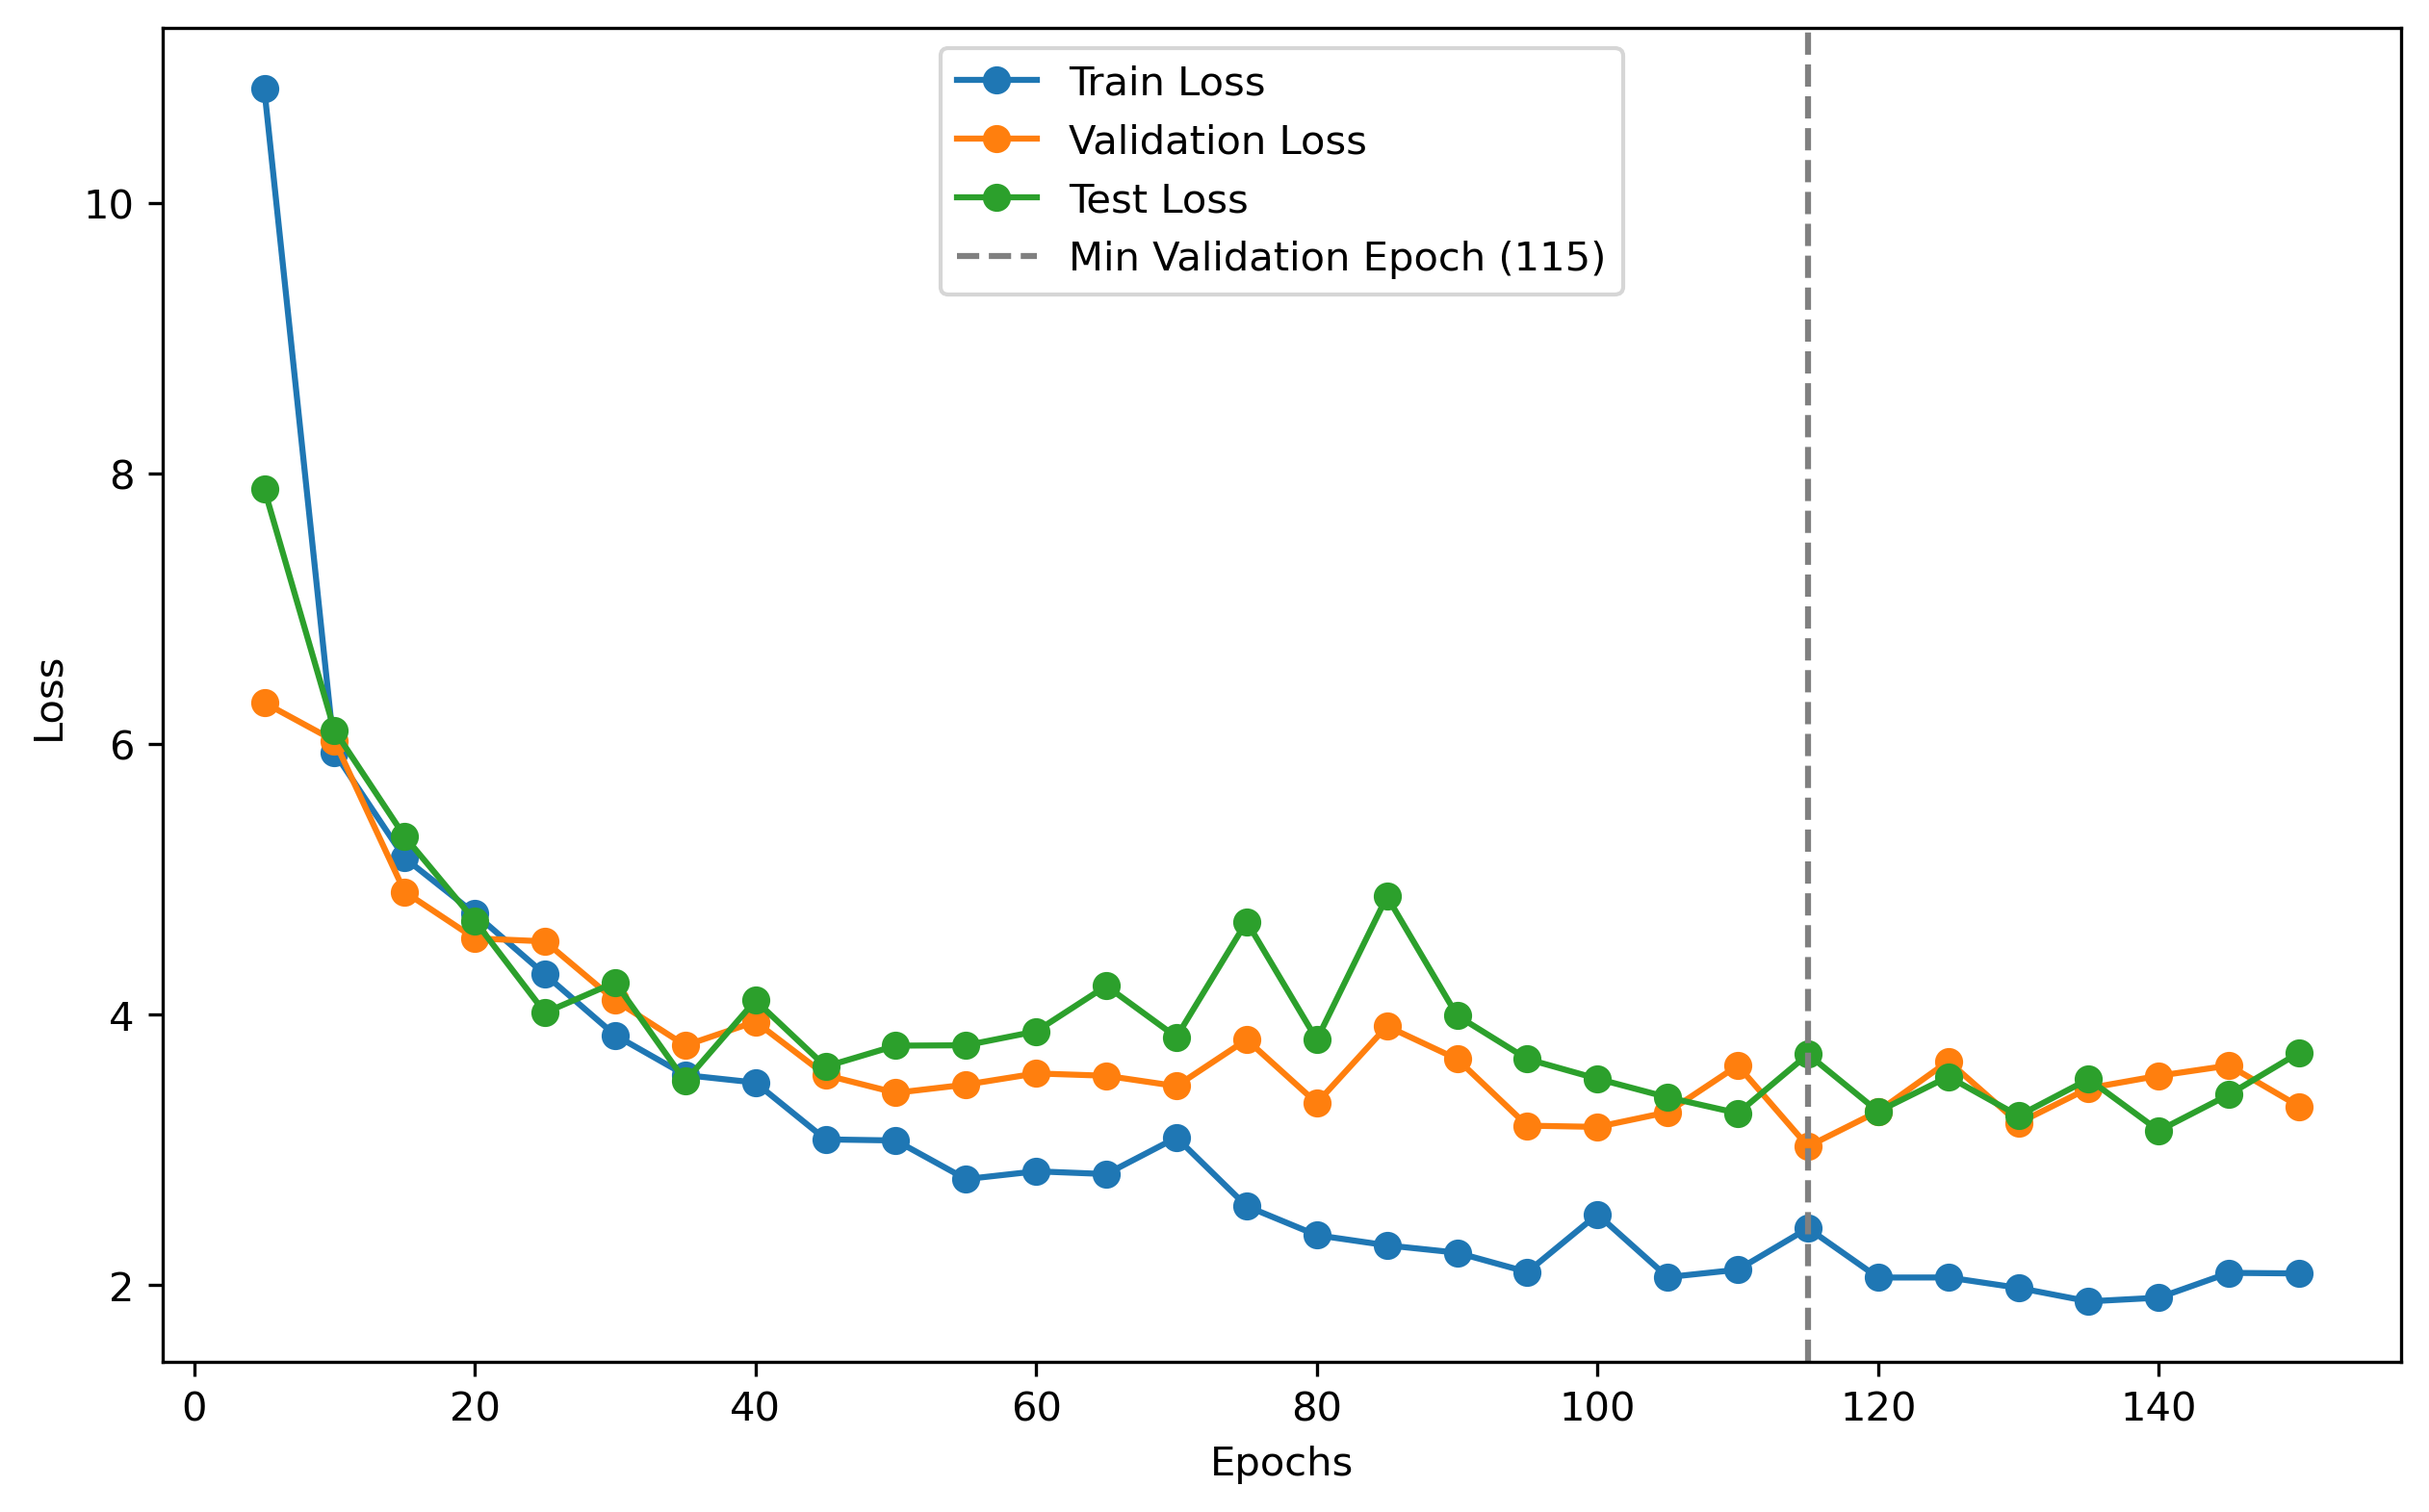 Train Loss
Validation Loss
Test Loss
Min Validation Epoch (115)
10
8
6
4
2
Loss
0 20 40 60 80 100 120 140
Epochs